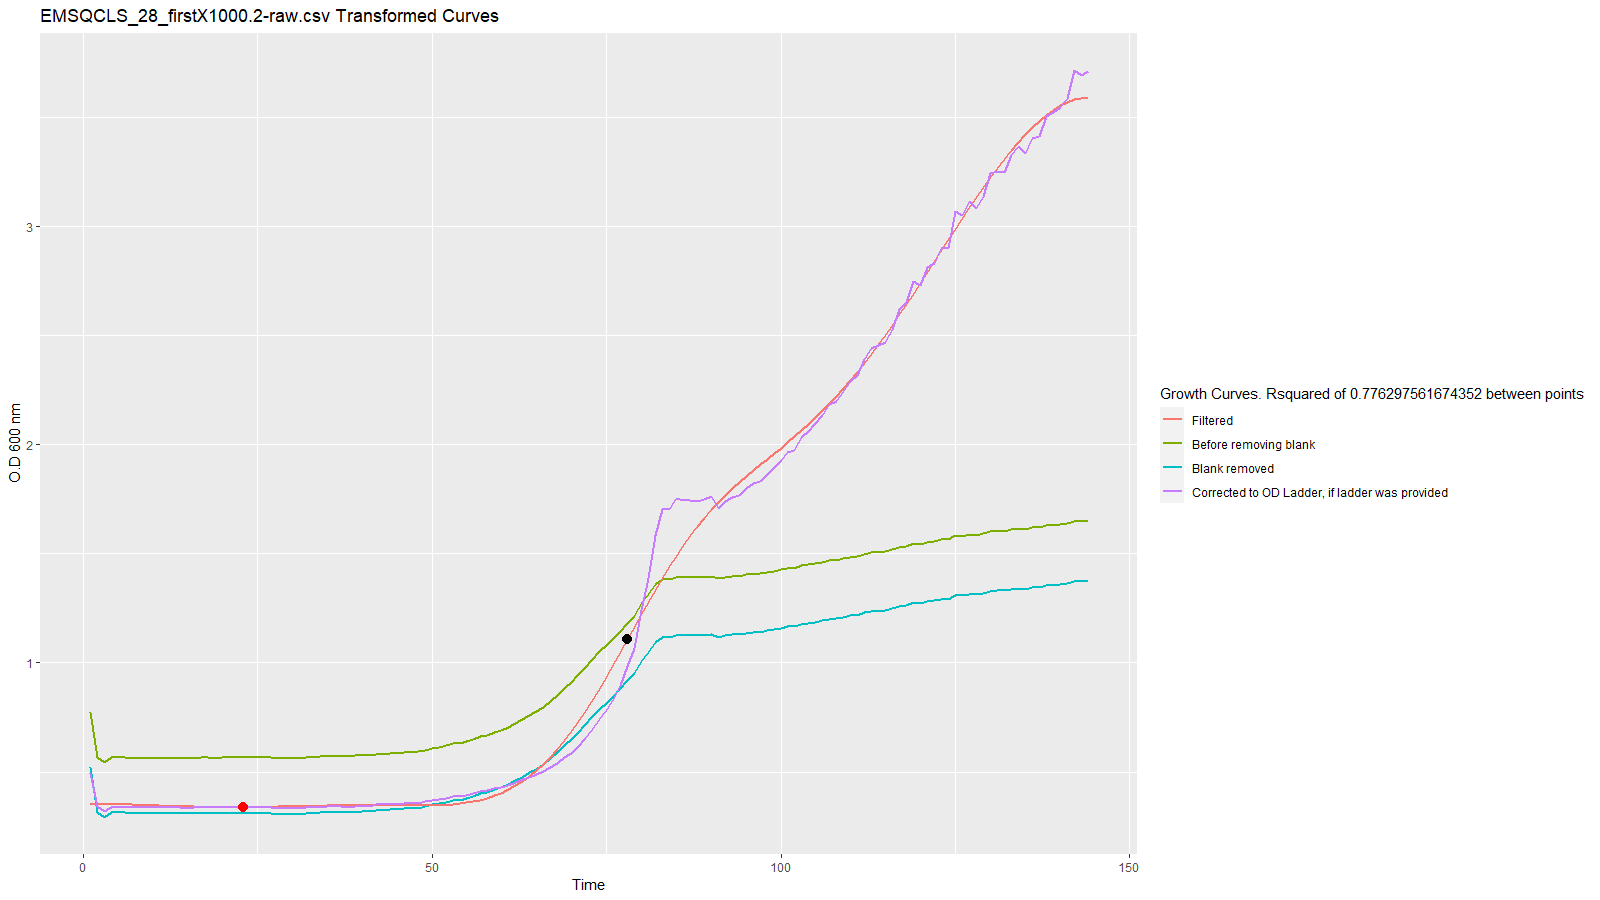 EMSQCLS_28_firstX1000.2-raw.csv Transformed Curves
O.D 600 nm
3
2
1
0
50
100
150
Time
Growth Curves. Rsquared of 0.776297561674352 between points
Filtered
Before removing blank
Blank removed
Corrected to OD Ladder, if ladder was provided